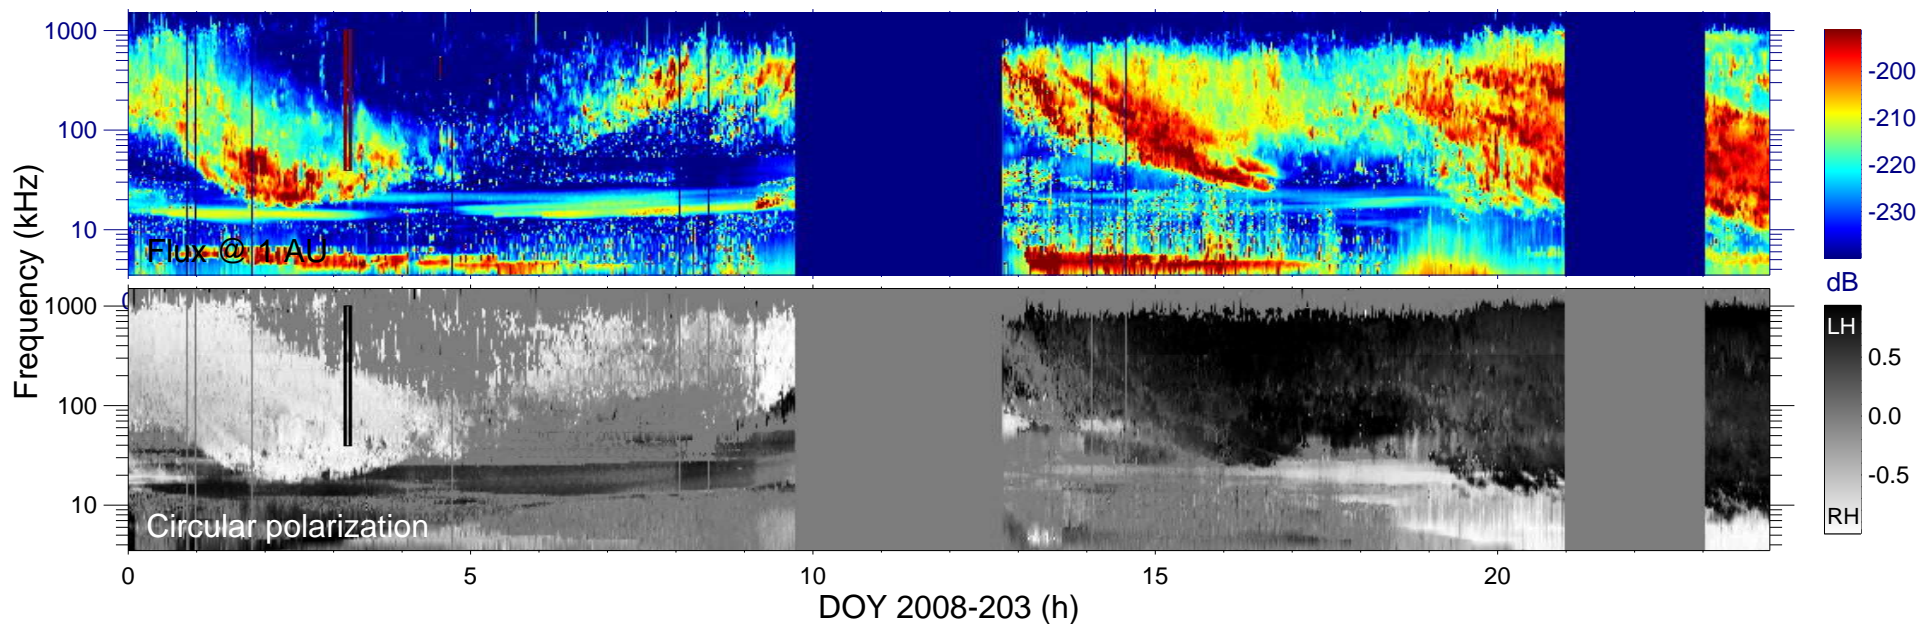 1000
100
10
Flux @ 1 AU
-200
-210
-220
-230
dB
Frequency (kHz)
0
1000
100
10
Circular polarization
LH
0.5
0.0
-0.5
RH
0
5
10
15
20
DOY 2008-203 (h)